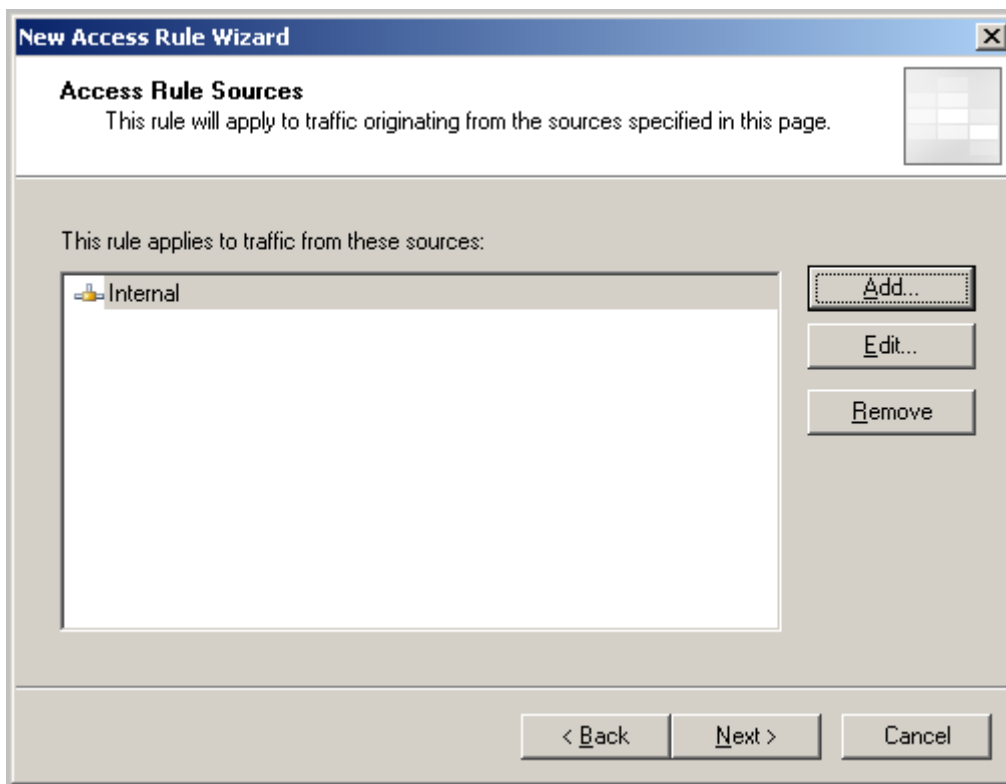 New Access Rule Wizard
Access Rule Sources
This rule will apply to traffic originating from the sources specified in this page.
This rule applies to traffic from these sources:
Internal
Add...
Edit...
Remove
< Back
Next >
Cancel